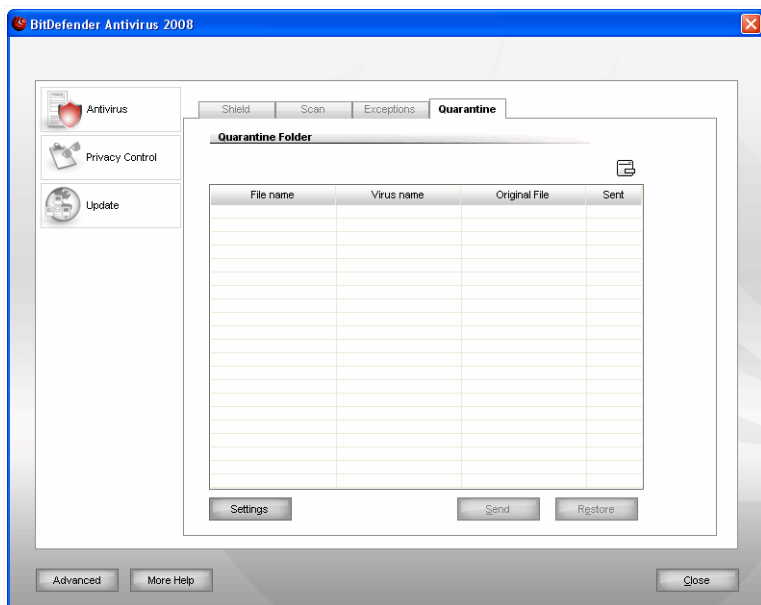 BitDefender Antivirus 2008
Antivirus
Privacy Control
Update
Shield Scan Exceptions Quarantine
Quarantine Folder
File name Virus name Original File Sent
Settings Send Restore
Advanced More Help Close